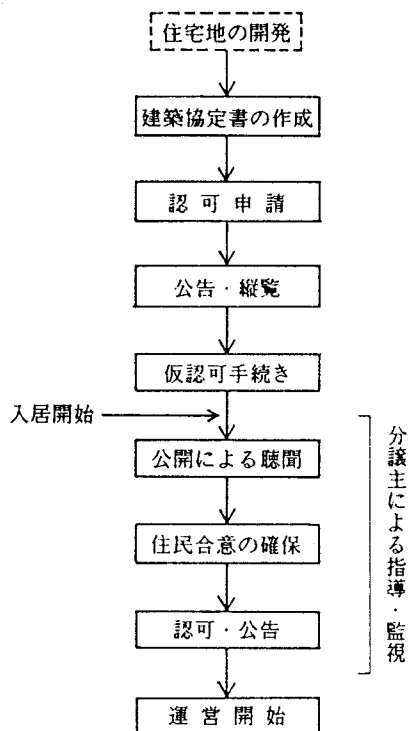 住宅地の開発
建築協定書の作成
認可申請
公告・縦覧
仮認可手続き
入居開始
公開による聴聞
住民合意の確保
認可・公告
運営開始
分譲主による指導・監視